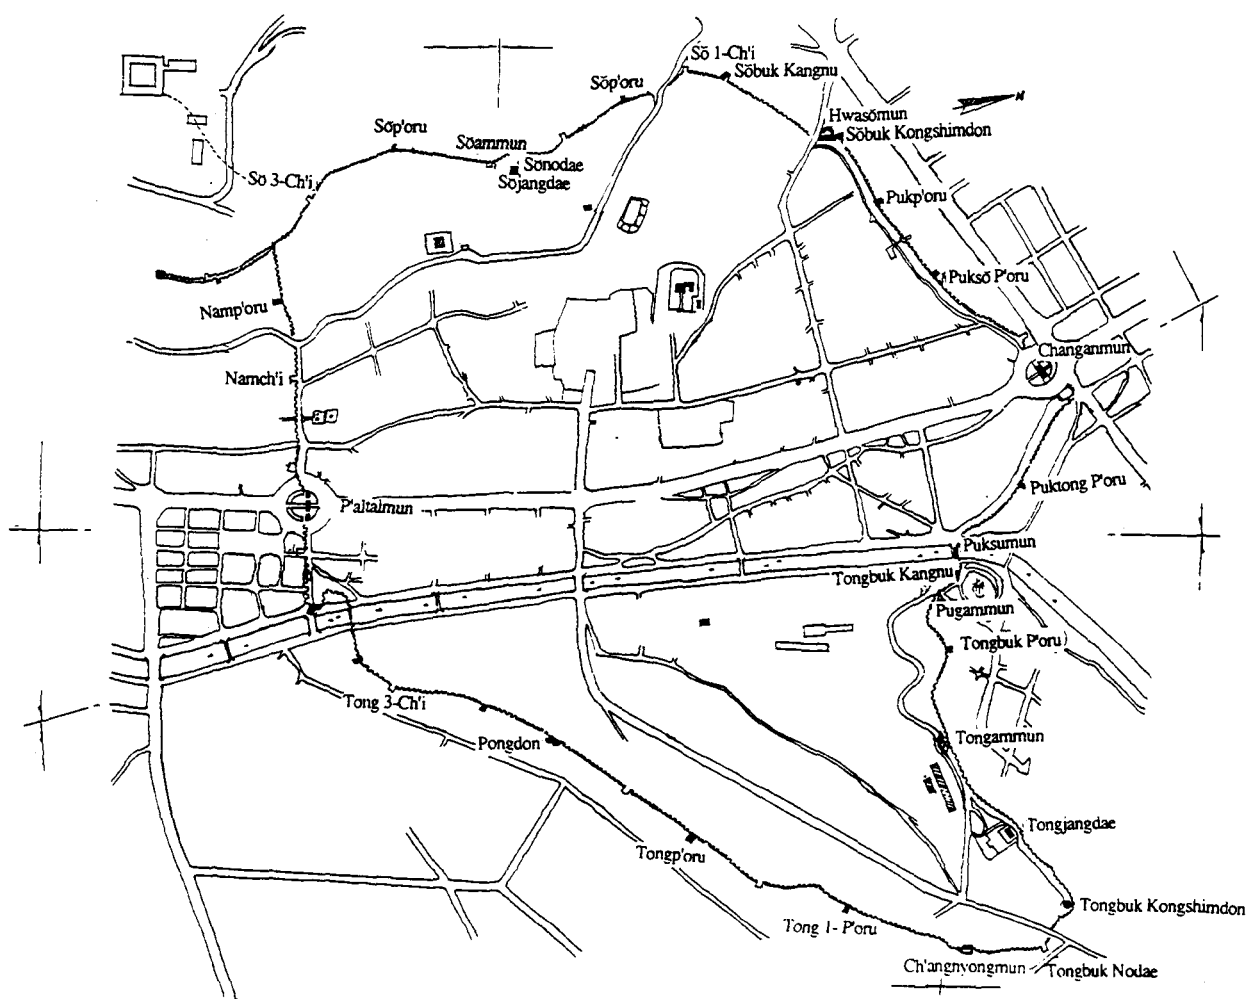 Sŏ 1-Ch'i
Sŏbuk Kangnu
Sŏp'oru
N
Hwasŏmun
Sŏbuk Kongshimdon
Sŏp'oru
Sŏammun
Sŏnodae
Sŏjangdae
Sŏ 3-Ch'i
Pukp'oru
Puksŏ P'oru
Namp'oru
Changanmun
Namch'i
Puktong P'oru
P'altalmun
Puksumun
Tongbuk Kangnu
Pugammun
Tongbuk P'oru
Tong 3-Ch'i
Tongammun
Pongdon
Tongjangdae
Tongp'oru
Tongbuk Kongshimdon
Tong 1- P'oru
Ch'angnyongmun
Tongbuk Nodae